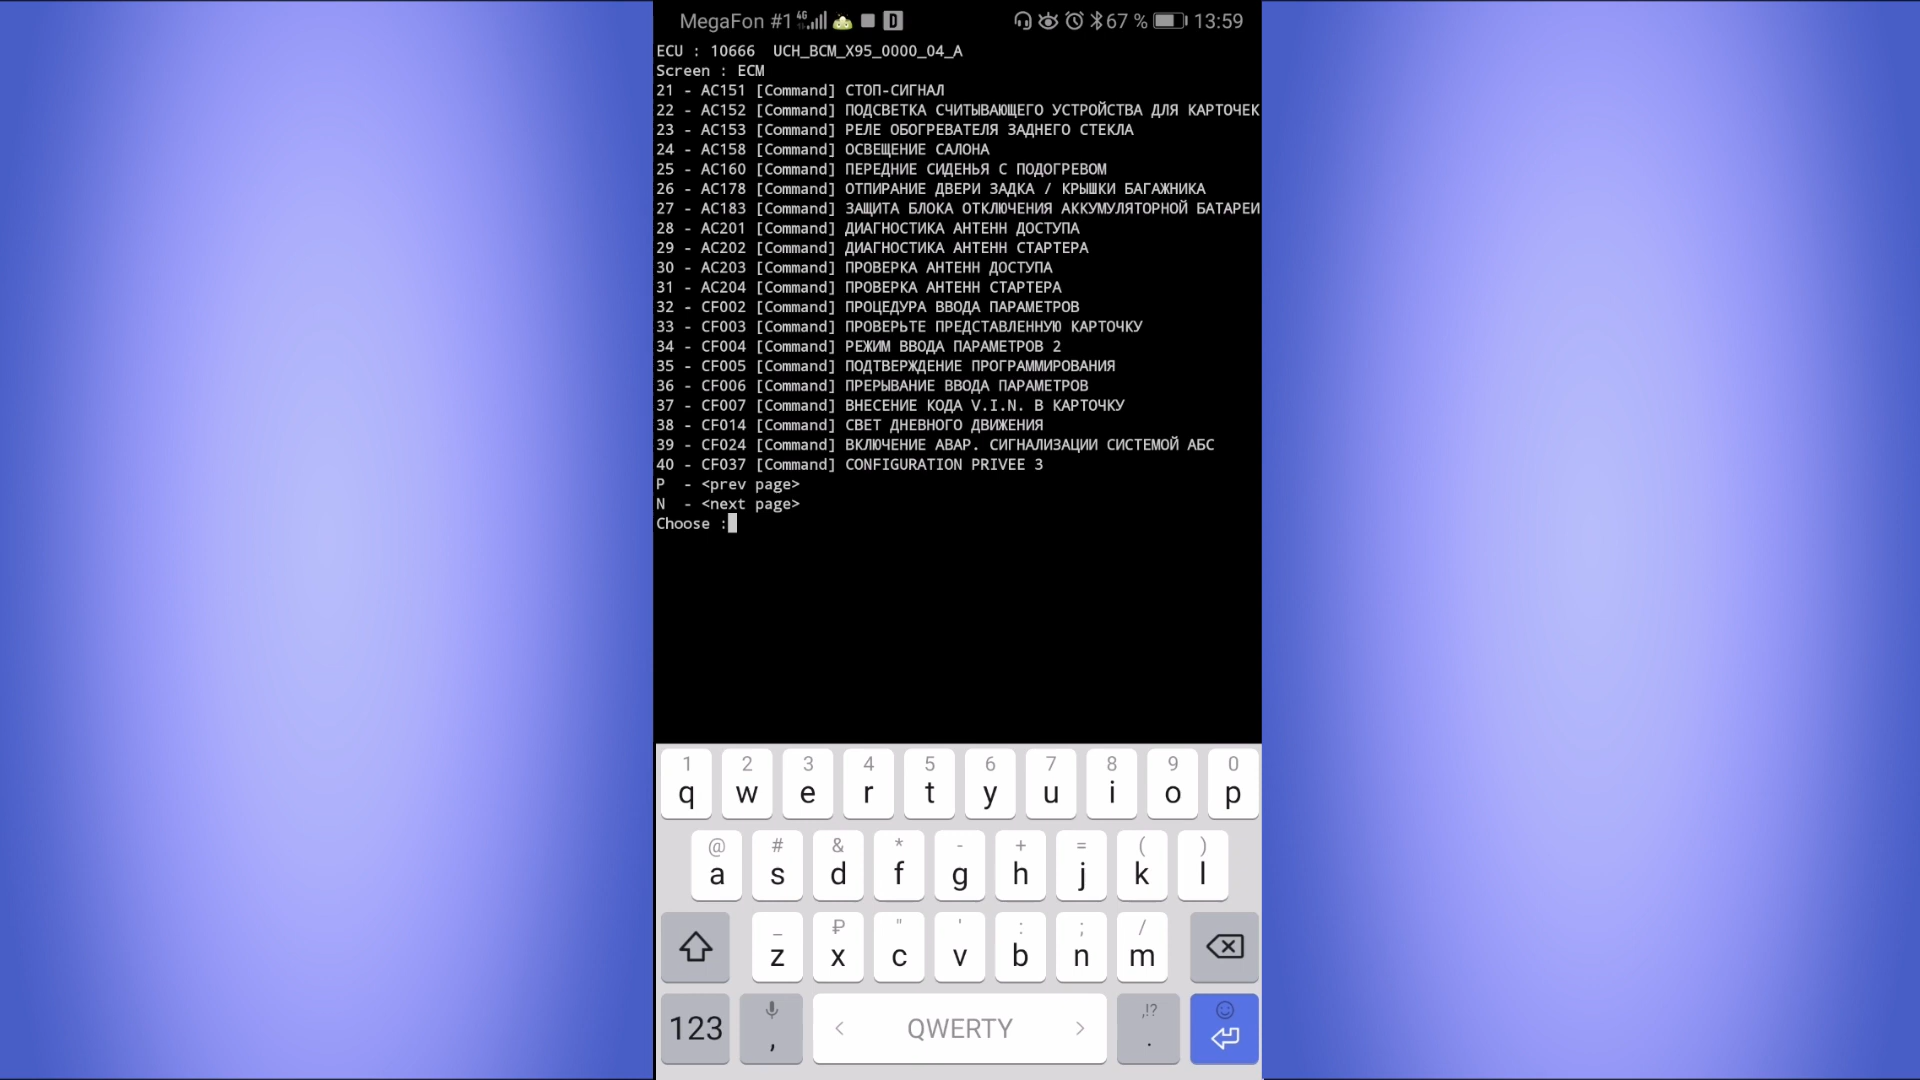 MegaFon #1 4G D 67 % 13:59
ECU : 10666 UCH_BCM_X95_0000_04_A
Screen : ECM
21 - AC151 [Command] СТОП-СИГНАЛ
22 - AC152 [Command] ПОДСВЕТКА СЧИТЫВАЮЩЕГО УСТРОЙСТВА ДЛЯ КАРТОЧЕК
23 - AC153 [Command] РЕЛЕ ОБОГРЕВАТЕЛЯ ЗАДНЕГО СТЕКЛА
24 - AC158 [Command] ОСВЕЩЕНИЕ САЛОНА
25 - AC160 [Command] ПЕРЕДНИЕ СИДЕНЬЯ С ПОДОГРЕВОМ
26 - AC178 [Command] ОТПИРАНИЕ ДВЕРИ ЗАДКА / КРЫШКИ БАГАЖНИКА
27 - AC183 [Command] ЗАЩИТА БЛОКА ОТКЛЮЧЕНИЯ АККУМУЛЯТОРНОЙ БАТАРЕИ
28 - AC201 [Command] ДИАГНОСТИКА АНТЕНН ДОСТУПА
29 - AC202 [Command] ДИАГНОСТИКА АНТЕНН СТАРТЕРА
30 - AC203 [Command] ПРОВЕРКА АНТЕНН ДОСТУПА
31 - AC204 [Command] ПРОВЕРКА АНТЕНН СТАРТЕРА
32 - CF002 [Command] ПРОЦЕДУРА ВВОДА ПАРАМЕТРОВ
33 - CF003 [Command] ПРОВЕРЬТЕ ПРЕДСТАВЛЕННУЮ КАРТОЧКУ
34 - CF004 [Command] РЕЖИМ ВВОДА ПАРАМЕТРОВ 2
35 - CF005 [Command] ПОДТВЕРЖДЕНИЕ ПРОГРАММИРОВАНИЯ
36 - CF006 [Command] ПРЕРЫВАНИЕ ВВОДА ПАРАМЕТРОВ
37 - CF007 [Command] ВНЕСЕНИЕ КОДА V.I.N. В КАРТОЧКУ
38 - CF014 [Command] СВЕТ ДНЕВНОГО ДВИЖЕНИЯ
39 - CF024 [Command] ВКЛЮЧЕНИЕ АВАР. СИГНАЛИЗАЦИИ СИСТЕМОЙ АБС
40 - CF037 [Command] CONFIGURATION PRIVEE 3
P - <prev page>
N - <next page>
Choose :
1 2 3 4 5 6 7 8 9 0
q w e r t y u i o p
@ # & * - + = ( )
a s d f g h j k l
_ ₽ " ' : ; /
z x c v b n m
,!?
123 , < QWERTY > .